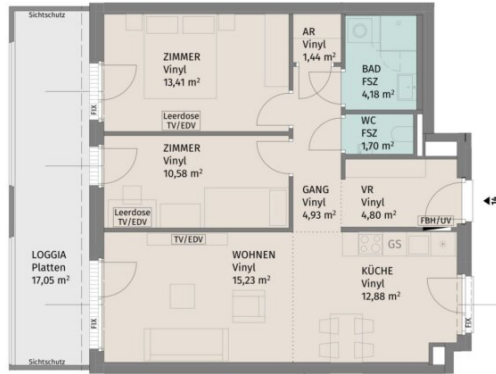 Sichtschutz
ZIMMER
Vinyl
13,41 m²
AR
Vinyl
1,44 m²
BAD
FSZ
4,18 m²
FIX
Leerdose
TV/EDV
WC
FSZ
1,70 m²
ZIMMER
Vinyl
10,58 m²
GANG
Vinyl
4,93 m²
VR
Vinyl
4,80 m²
Leerdose
TV/EDV
FBH/UV
TV/EDV
LOGGIA
Platten
17,05 m²
WOHNEN
Vinyl
15,23 m²
GS
KÜCHE
Vinyl
12,88 m²
FIX
FIX
Sichtschutz